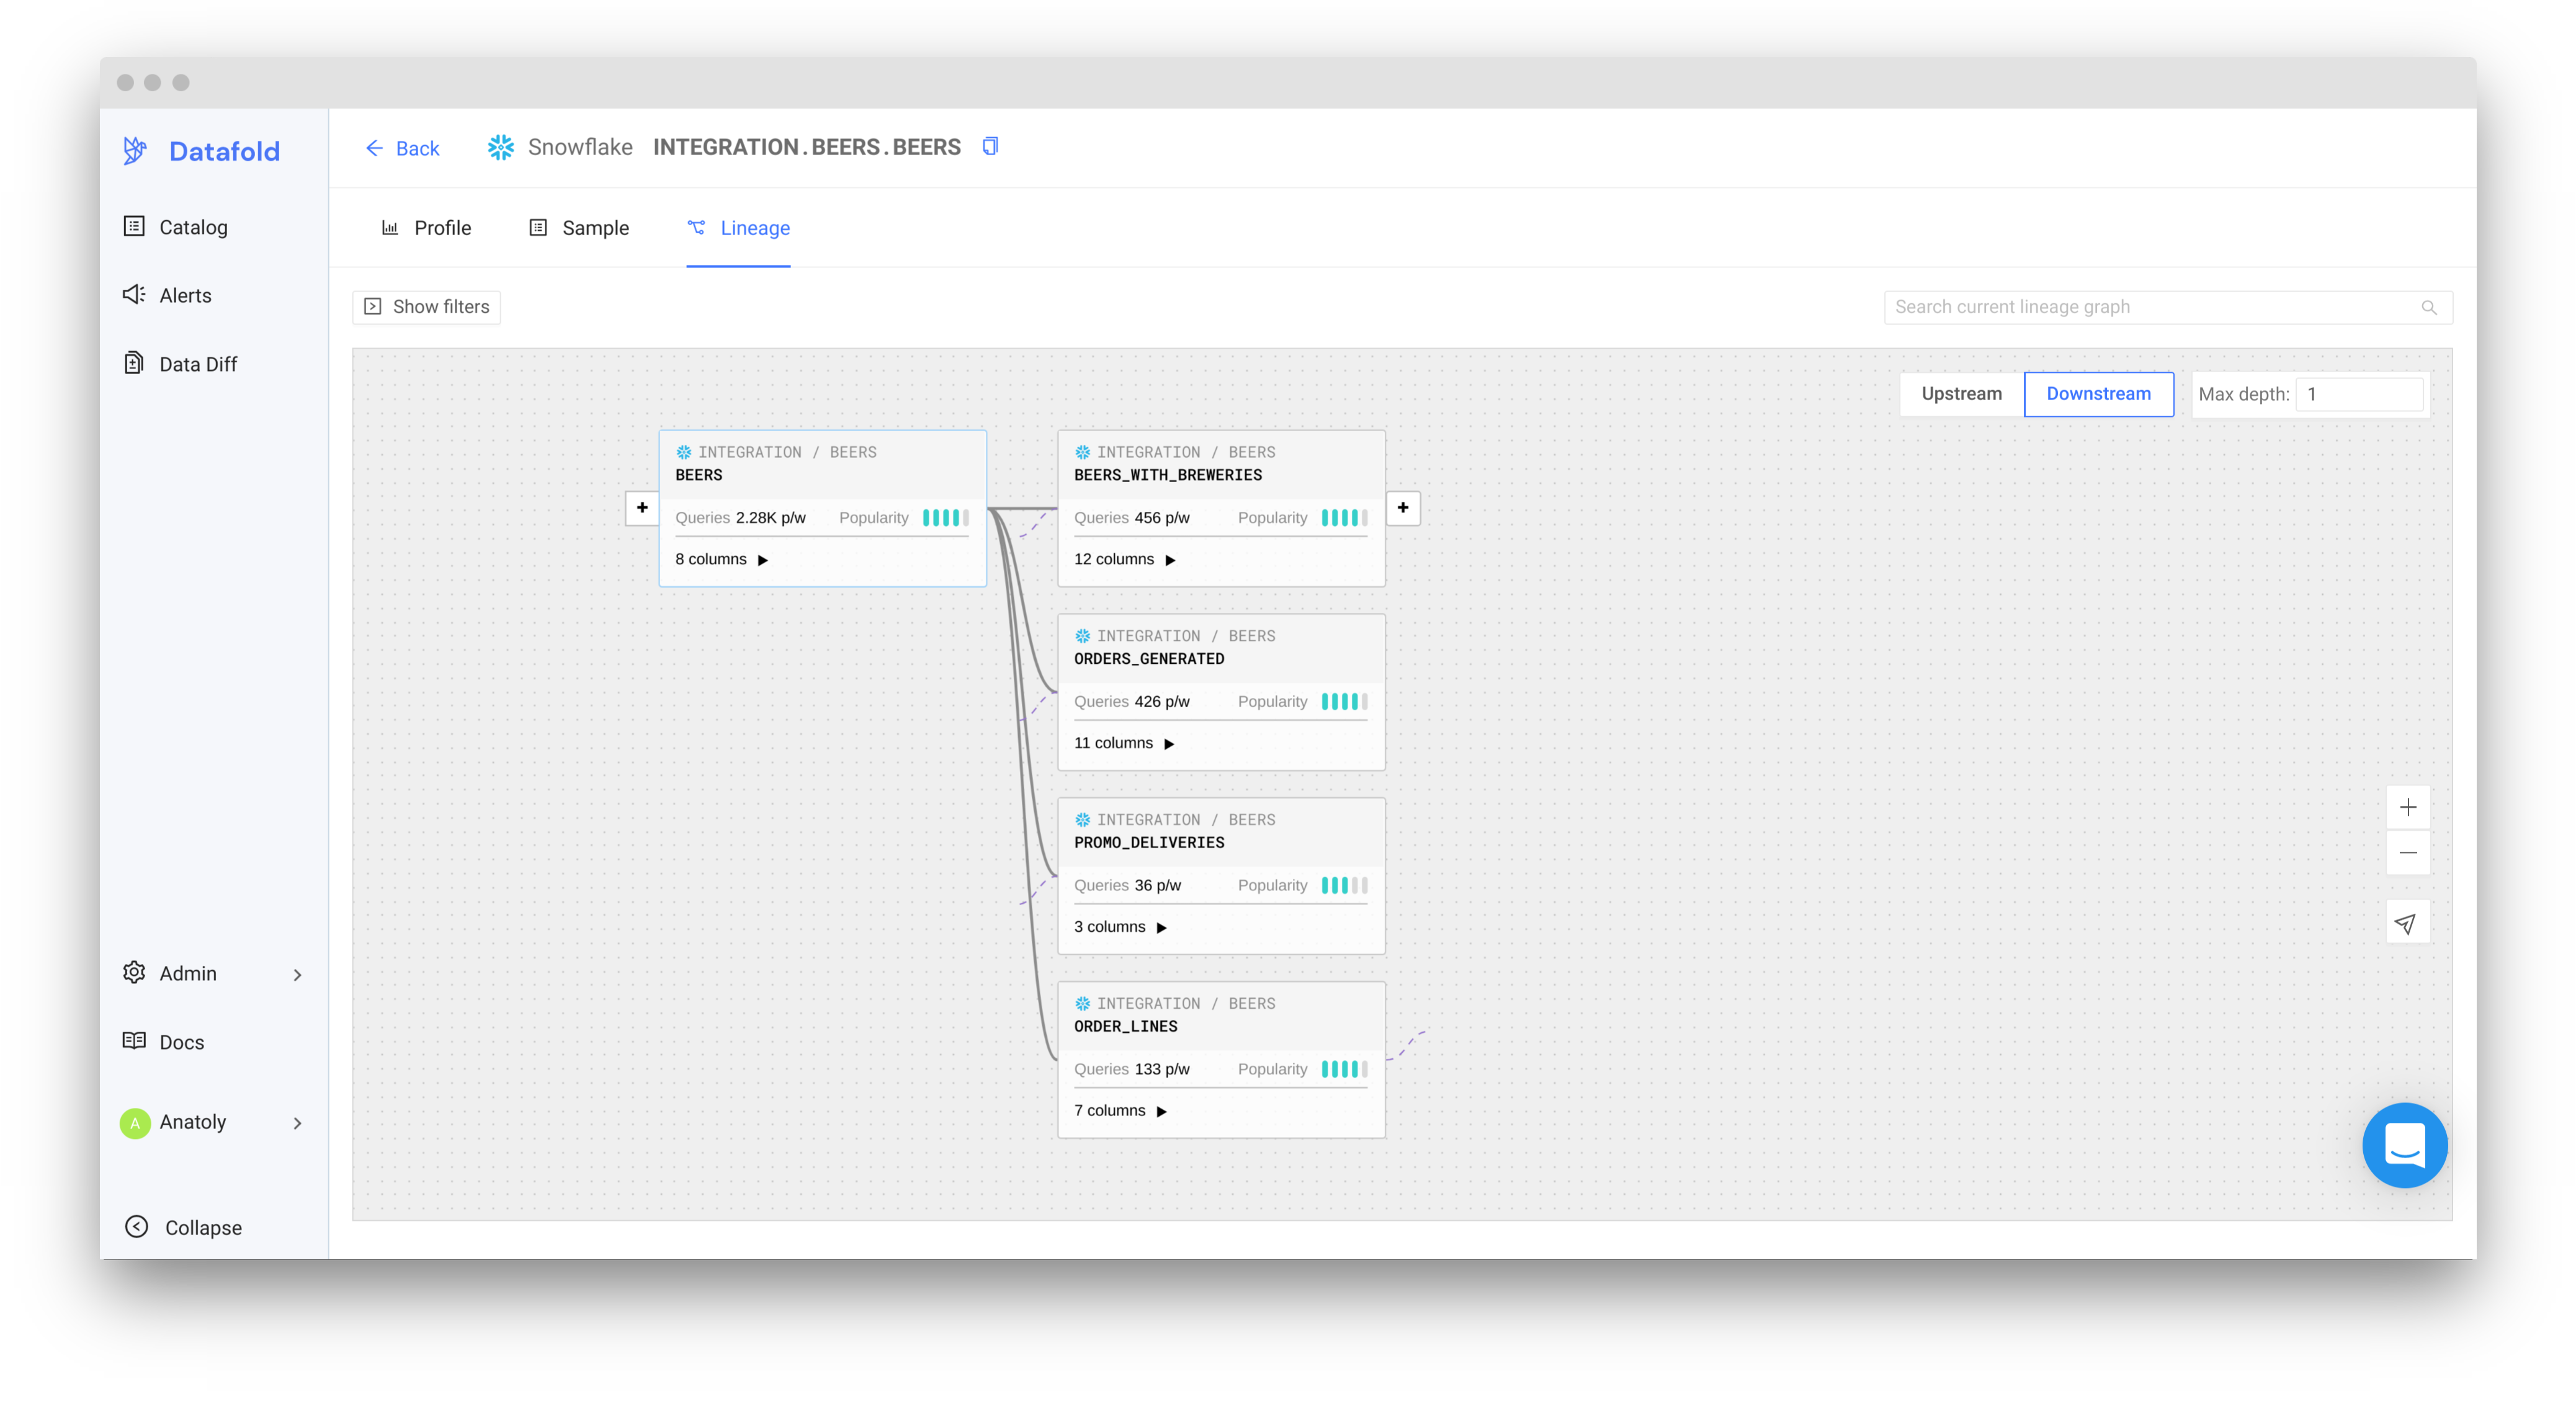 Datafold
Catalog
Alerts
Data Diff
Admin
Docs
A Anatoly
Collapse
Back Snowflake INTEGRATION.BEERS.BEERS
Profile Sample Lineage
Show filters Search current lineage graph
Upstream Downstream Max depth: 1
INTEGRATION / BEERS
BEERS
Queries 2.28K p/w Popularity
8 columns
INTEGRATION / BEERS
BEERS_WITH_BREWERIES
Queries 456 p/w Popularity
12 columns
INTEGRATION / BEERS
ORDERS_GENERATED
Queries 426 p/w Popularity
11 columns
INTEGRATION / BEERS
PROMO_DELIVERIES
Queries 36 p/w Popularity
3 columns
INTEGRATION / BEERS
ORDER_LINES
Queries 133 p/w Popularity
7 columns